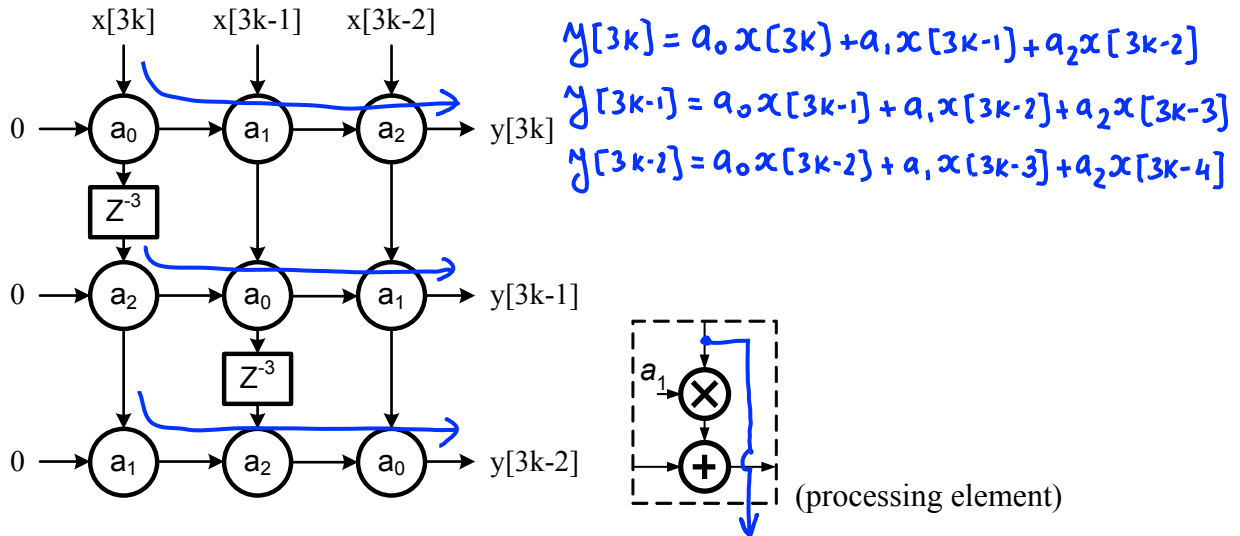 x[3k] x[3k-1] x[3k-2]
y[3k] = a₀x[3k] + a₁x[3k-1] + a₂x[3k-2]
0 a₀ a₁ a₂ y[3k]
y[3k-1] = a₀x[3k-1] + a₁x[3k-2] + a₂x[3k-3]
y[3k-2] = a₀x[3k-2] + a₁x[3k-3] + a₂x[3k-4]
Z⁻³
0 a₂ a₀ a₁ y[3k-1]
Z⁻³
a₁
×
0 a₁ a₂ a₀ y[3k-2]
+
(processing element)